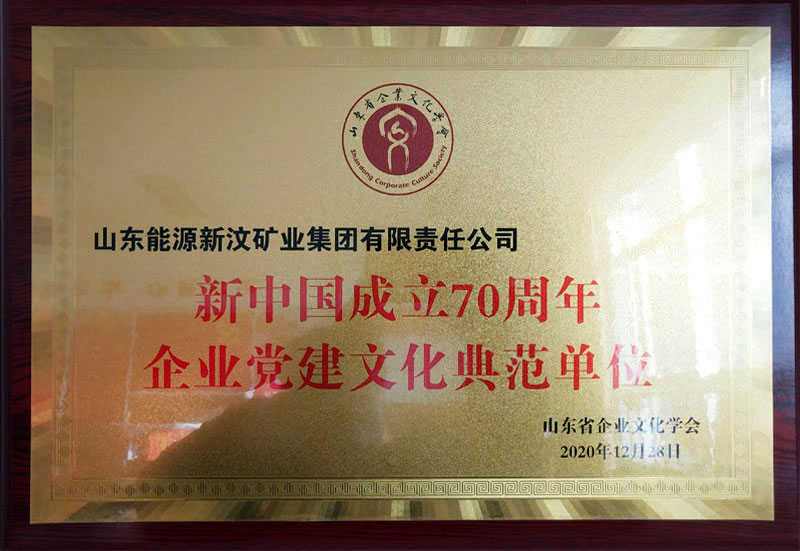 山东省企業文化学會
Shandong Corporate Culture Society
山东能源新汶矿业集团有限责任公司
新中国成立70周年
企业党建文化典范单位
山东省企业文化学会
2020年12月28日